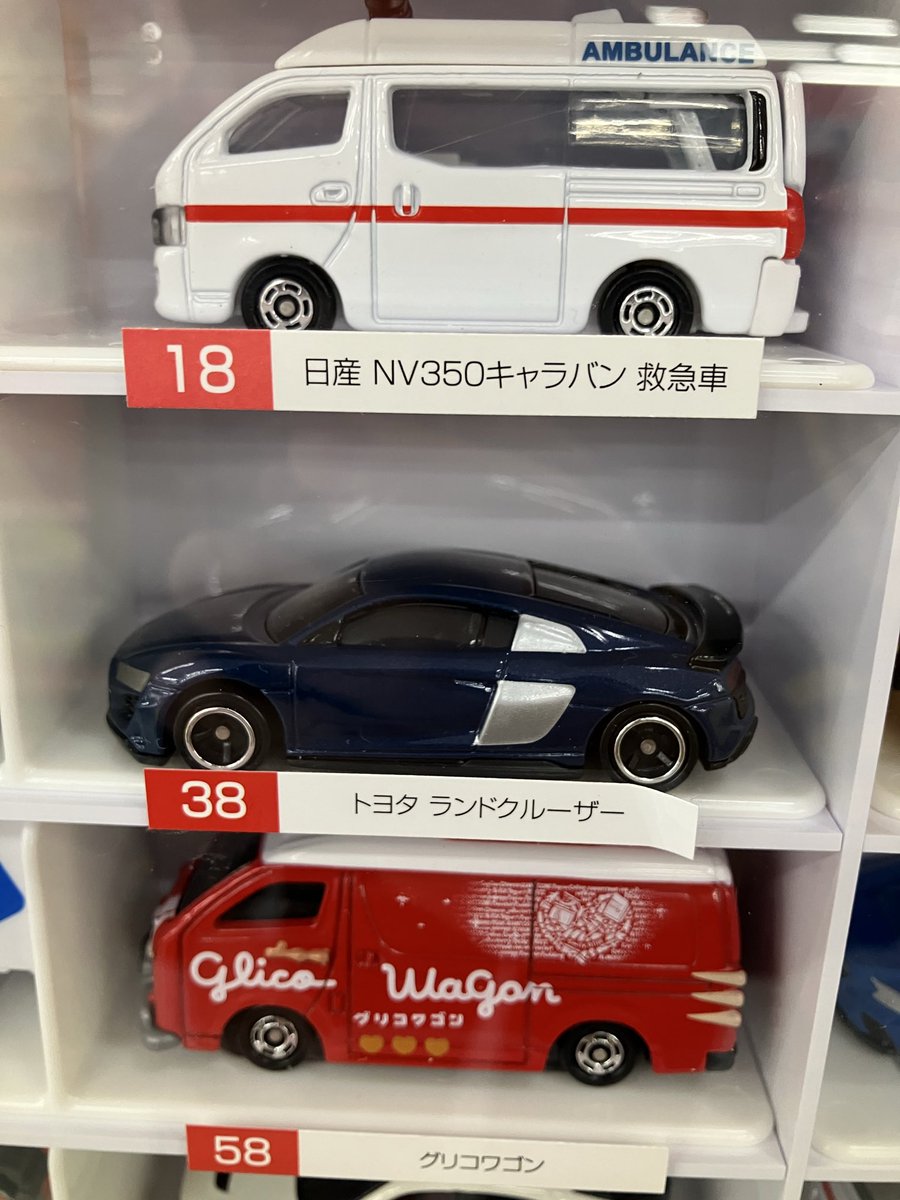 AMBULANCE
18 日産 NV350キャラバン 救急車
38 トヨタ ランドクルーザー
Glico Wagon
グリコワゴン
58 グリコワゴン